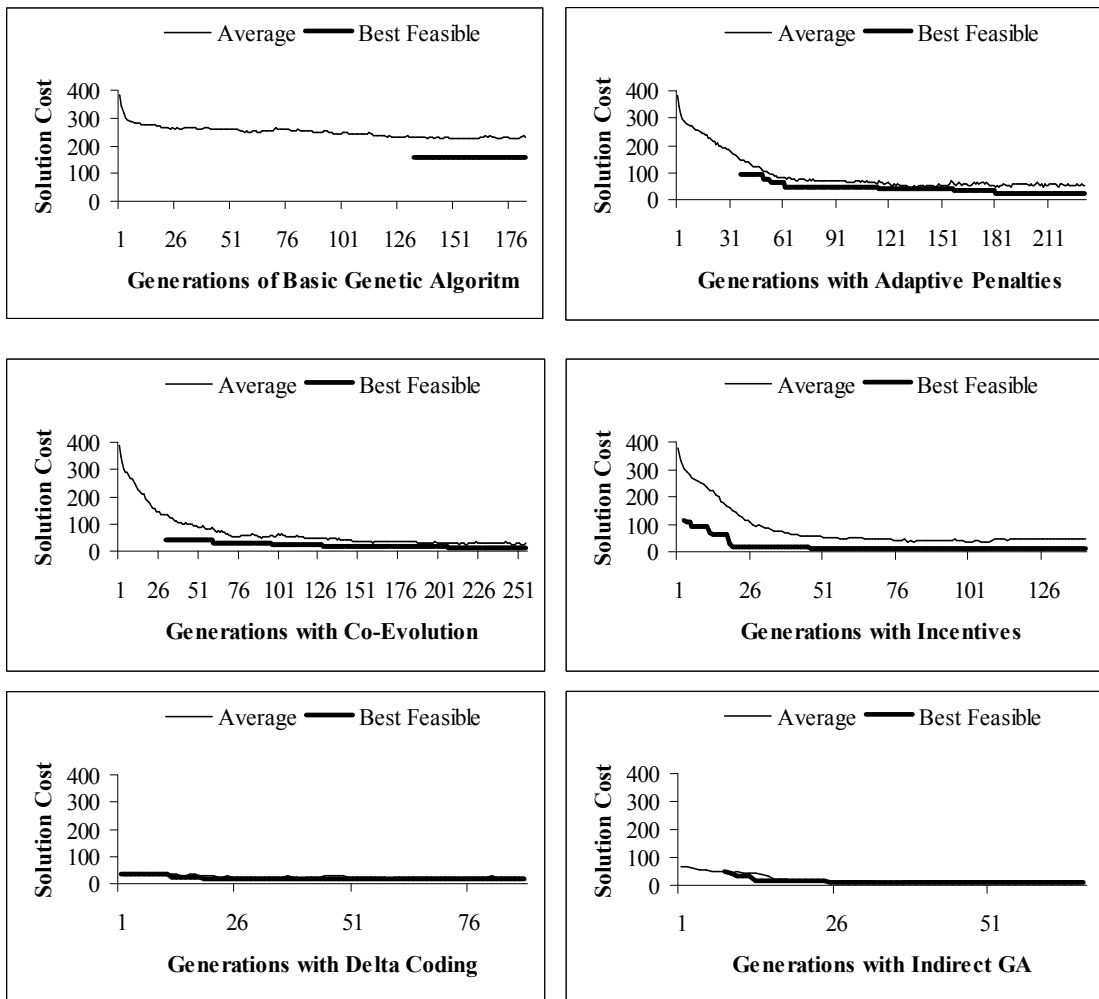 Average Best Feasible
Solution Cost
400
300
200
100
0
1 26 51 76 101 126 151 176
Generations of Basic Genetic Algoritm
Average Best Feasible
Solution Cost
400
300
200
100
0
1 31 61 91 121 151 181 211
Generations with Adaptive Penalties
Average Best Feasible
Solution Cost
400
300
200
100
0
1 26 51 76 101 126 151 176 201 226 251
Generations with Co-Evolution
Average Best Feasible
Solution Cost
400
300
200
100
0
1 26 51 76 101 126
Generations with Incentives
Average Best Feasible
Solution Cost
400
300
200
100
0
1 26 51 76
Generations with Delta Coding
Average Best Feasible
Solution Cost
400
300
200
100
0
1 26 51
Generations with Indirect GA